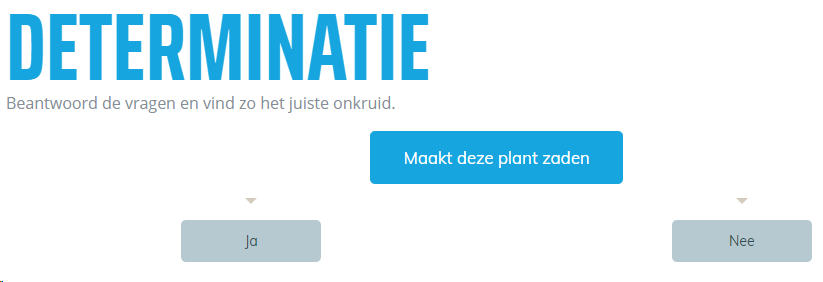 DETERMINATIE
Beantwoord de vragen en vind zo het juiste onkruid.
Maakt deze plant zaden
Ja
Nee